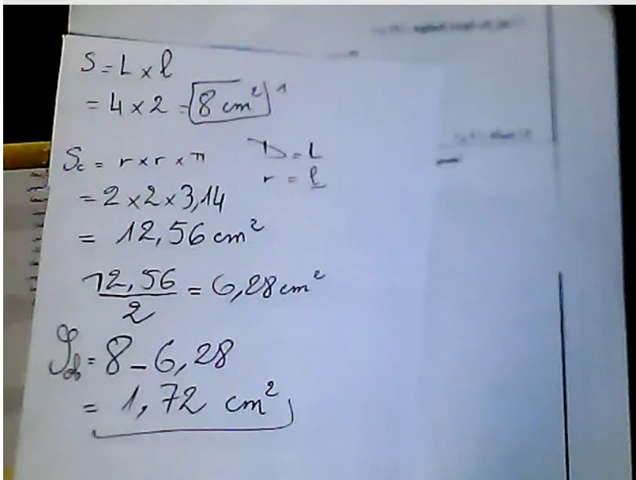 S = L x l
= 4 x 2 = 8 cm²
Sc = r x r x π
D = L
r = l
= 2 x 2 x 3,14
= 12,56 cm²
12,56
2
= 6,28 cm²
= 8 - 6,28
= 1,72 cm²